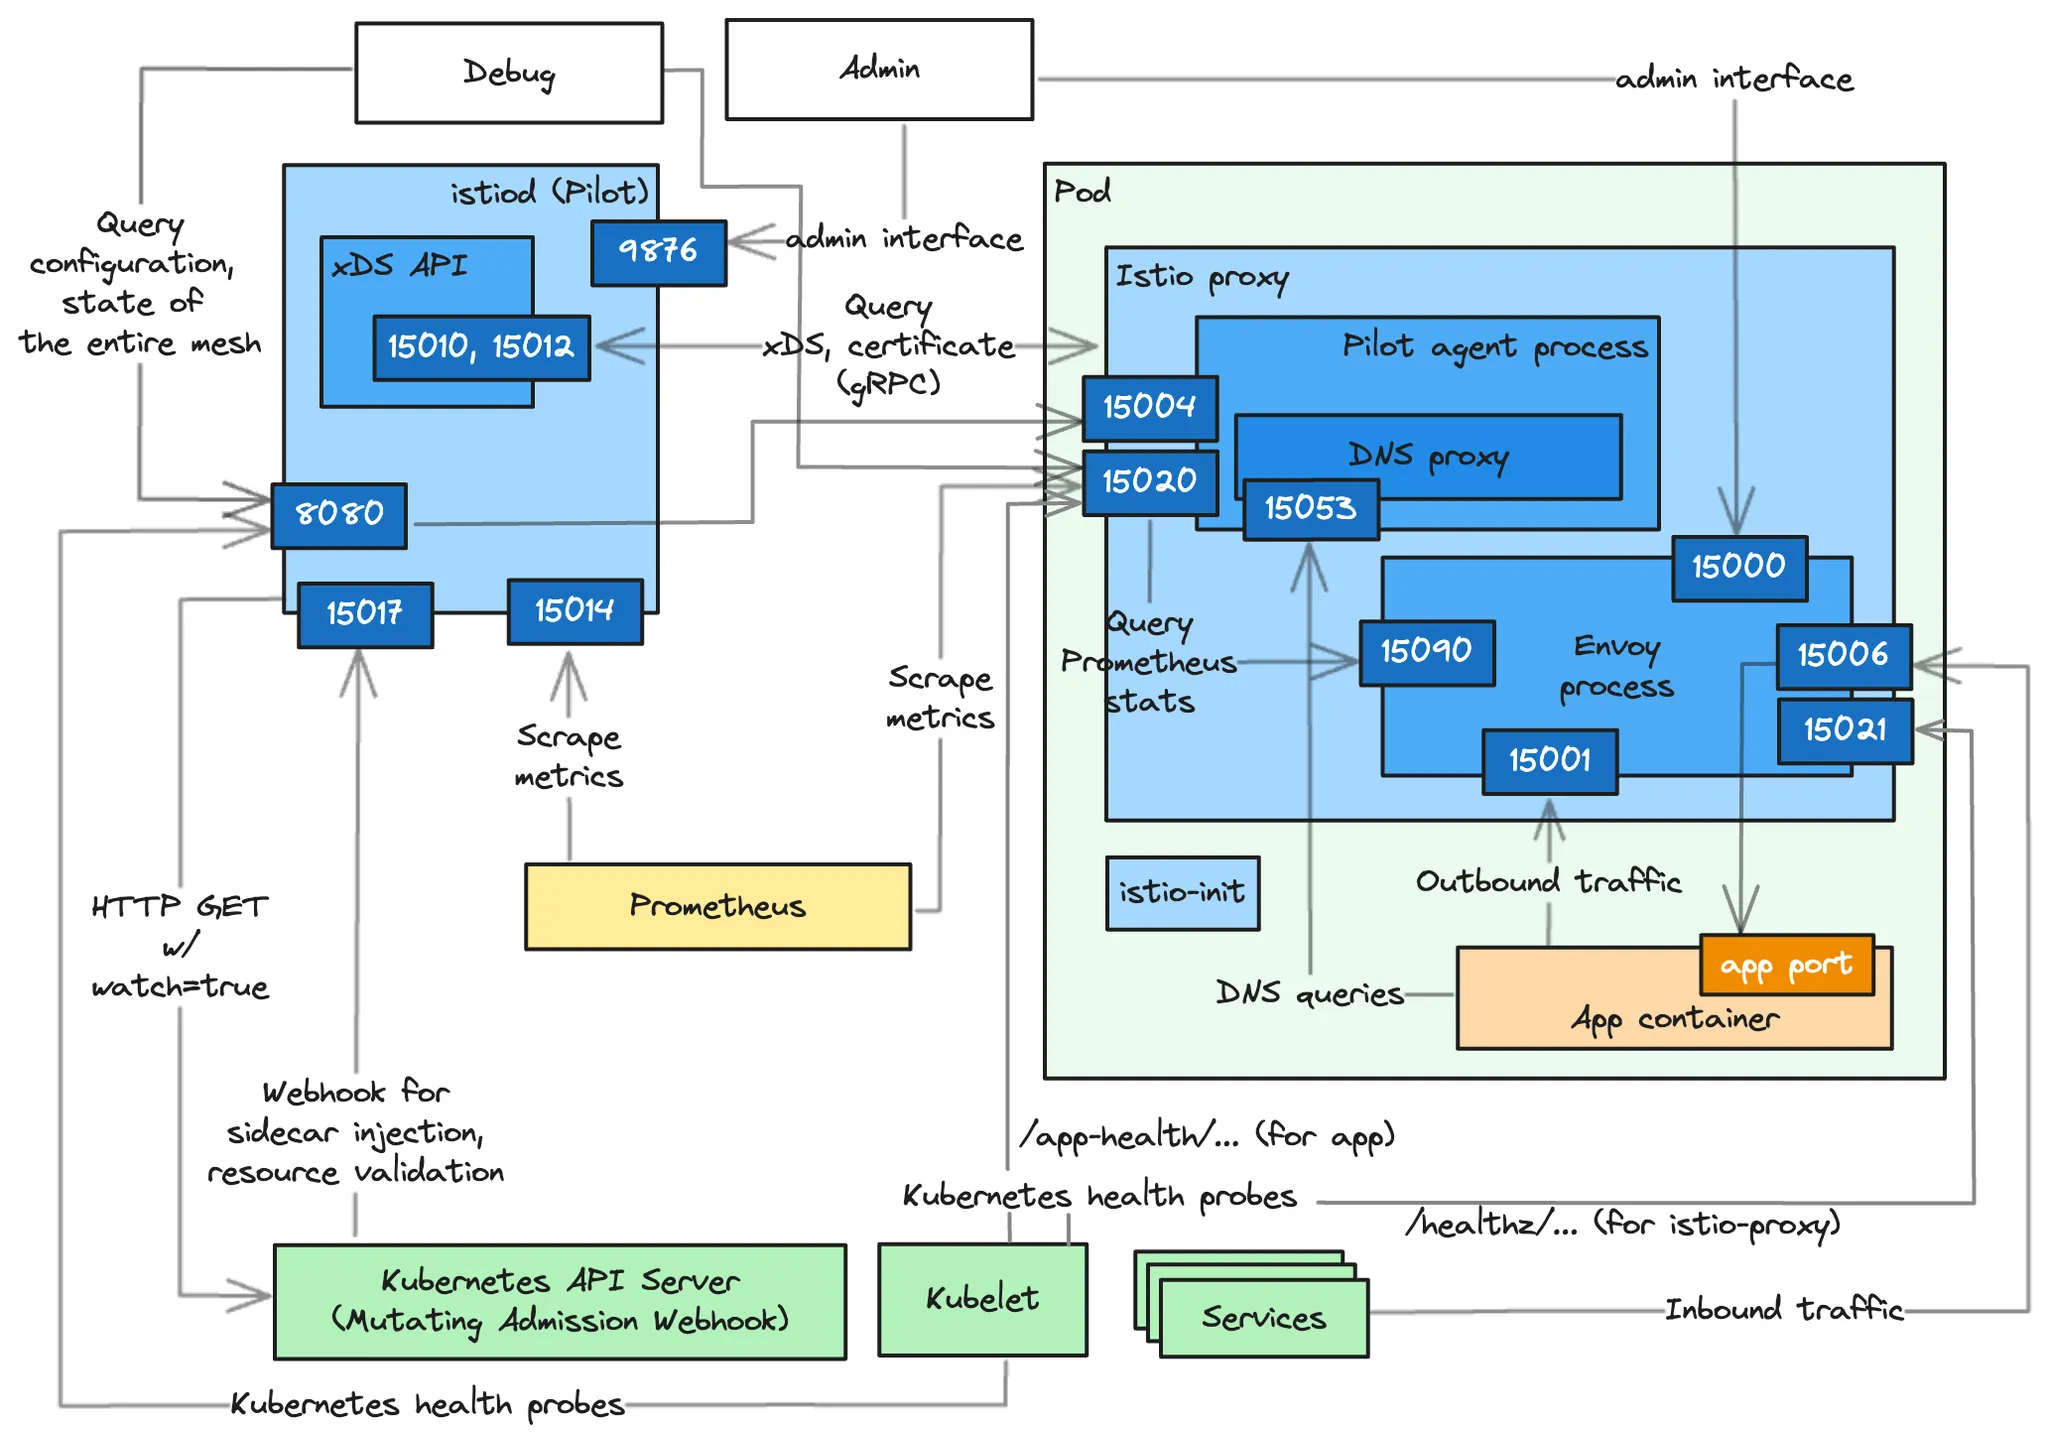 Debug
Admin
admin interface
istiod (Pilot)
Pod
Query
configuration,
state of
the entire mesh
9876
admin interface
xDS API
Istio proxy
15010, 15012
Query
xDS, certificate
(gRPC)
Pilot agent process
15004
DNS proxy
15020
15053
8080
15000
15017
15014
Query
Prometheus
stats
15090
Envoy
process
15006
15021
15001
Scrape
metrics
Scrape
metrics
Prometheus
istio-init
Outbound traffic
HTTP GET
w/
watch=true
app port
DNS queries
App container
Webhook for
sidecar injection,
resource validation
/app-health/... (for app)
Kubernetes health probes
/healthz/... (for istio-proxy)
Kubernetes API Server
(Mutating Admission Webhook)
Kubelet
Services
Inbound traffic
Kubernetes health probes